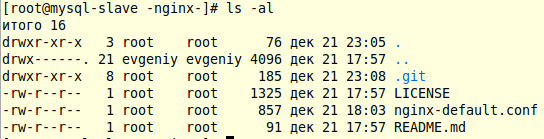 [root@mysql-slave -nginx-]# ls -al
итого 16
drwxr-xr-x  3 root    root      76 дек 21 23:05 .
drwx------. 21 evgeniy evgeniy 4096 дек 21 17:57 ..
drwxr-xr-x  8 root    root     185 дек 21 23:08 .git
-rw-r--r--  1 root    root    1325 дек 21 17:57 LICENSE
-rw-r--r--  1 root    root     857 дек 21 18:03 nginx-default.conf
-rw-r--r--  1 root    root      91 дек 21 17:57 README.md